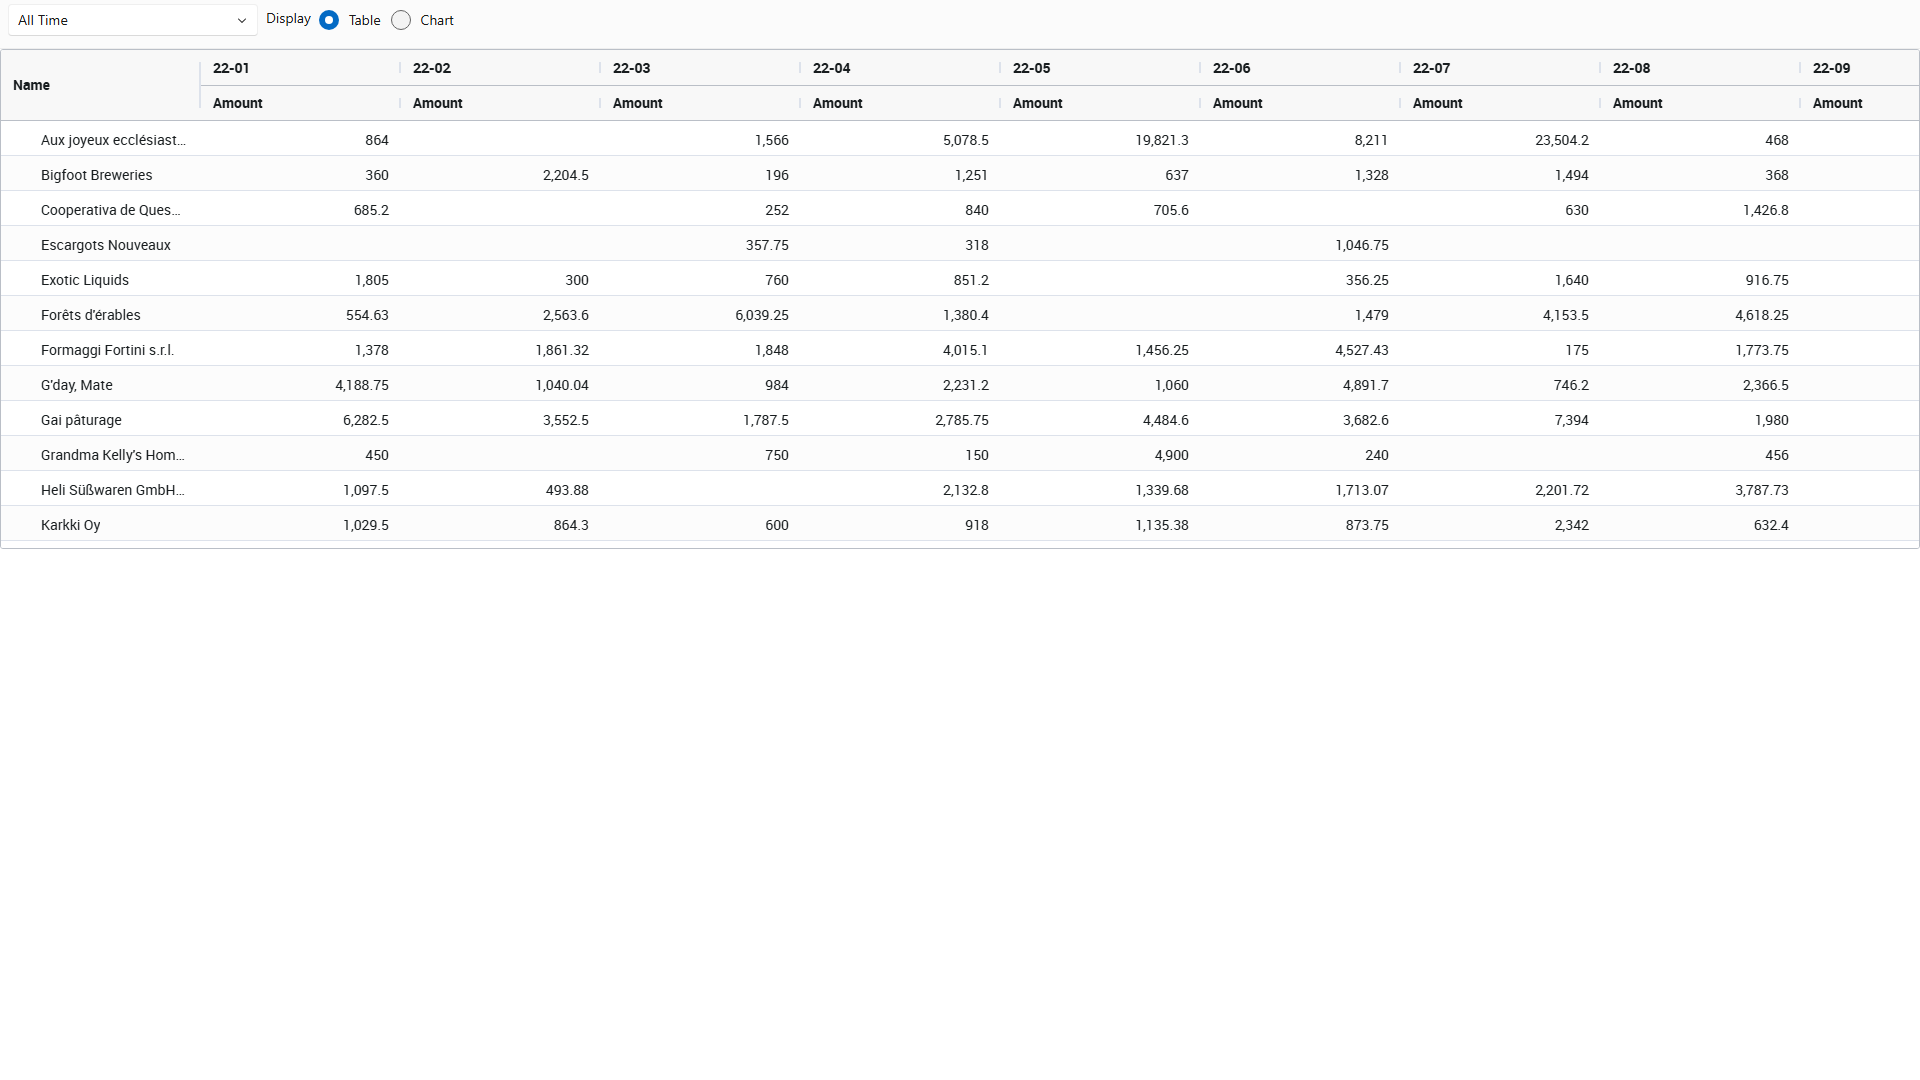 All Time Display Table Chart
Name 22-01 22-02 22-03 22-04 22-05 22-06 22-07 22-08 22-09
Amount Amount Amount Amount Amount Amount Amount Amount Amount
Aux joyeux ecclésiast... 864 1,566 5,078.5 19,821.3 8,211 23,504.2 468
Bigfoot Breweries 360 2,204.5 196 1,251 637 1,328 1,494 368
Cooperativa de Ques... 685.2 252 840 705.6 630 1,426.8
Escargots Nouveaux 357.75 318 1,046.75
Exotic Liquids 1,805 300 760 851.2 356.25 1,640 916.75
Forêts d'érables 554.63 2,563.6 6,039.25 1,380.4 1,479 4,153.5 4,618.25
Formaggi Fortini s.r.l. 1,378 1,861.32 1,848 4,015.1 1,456.25 4,527.43 175 1,773.75
G'day, Mate 4,188.75 1,040.04 984 2,231.2 1,060 4,891.7 746.2 2,366.5
Gai pâturage 6,282.5 3,552.5 1,787.5 2,785.75 4,484.6 3,682.6 7,394 1,980
Grandma Kelly's Hom... 450 750 150 4,900 240 456
Heli Süßwaren GmbH... 1,097.5 493.88 2,132.8 1,339.68 1,713.07 2,201.72 3,787.73
Karkki Oy 1,029.5 864.3 600 918 1,135.38 873.75 2,342 632.4